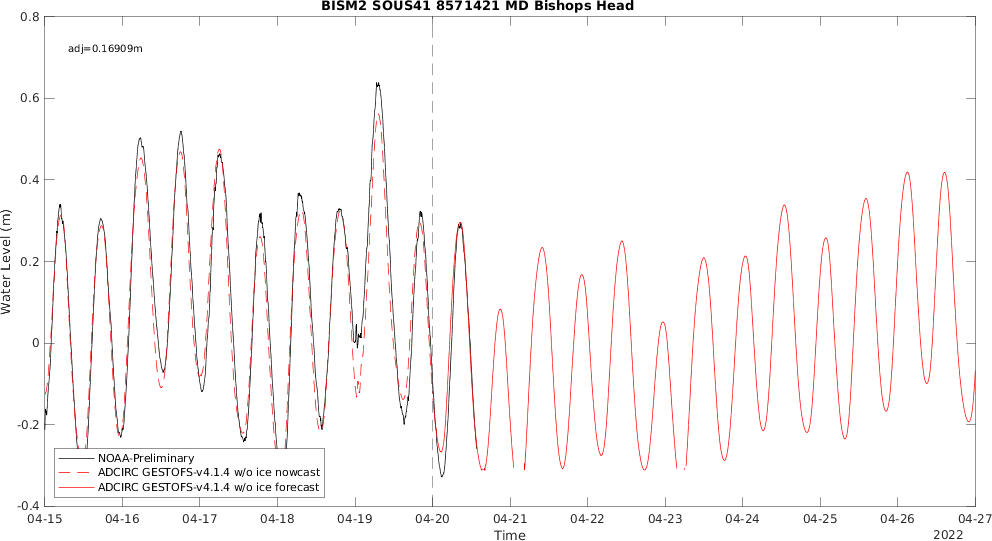 BISM2 SOUS41 8571421 MD Bishops Head
adj=0.16909m
Water Level (m)
0.8
0.6
0.4
0.2
0
-0.2
-0.4
NOAA-Preliminary
ADCIRC GESTOFS-v4.1.4 w/o ice nowcast
ADCIRC GESTOFS-v4.1.4 w/o ice forecast
04-15 04-16 04-17 04-18 04-19 04-20 04-21 04-22 04-23 04-24 04-25 04-26 04-27
Time
2022